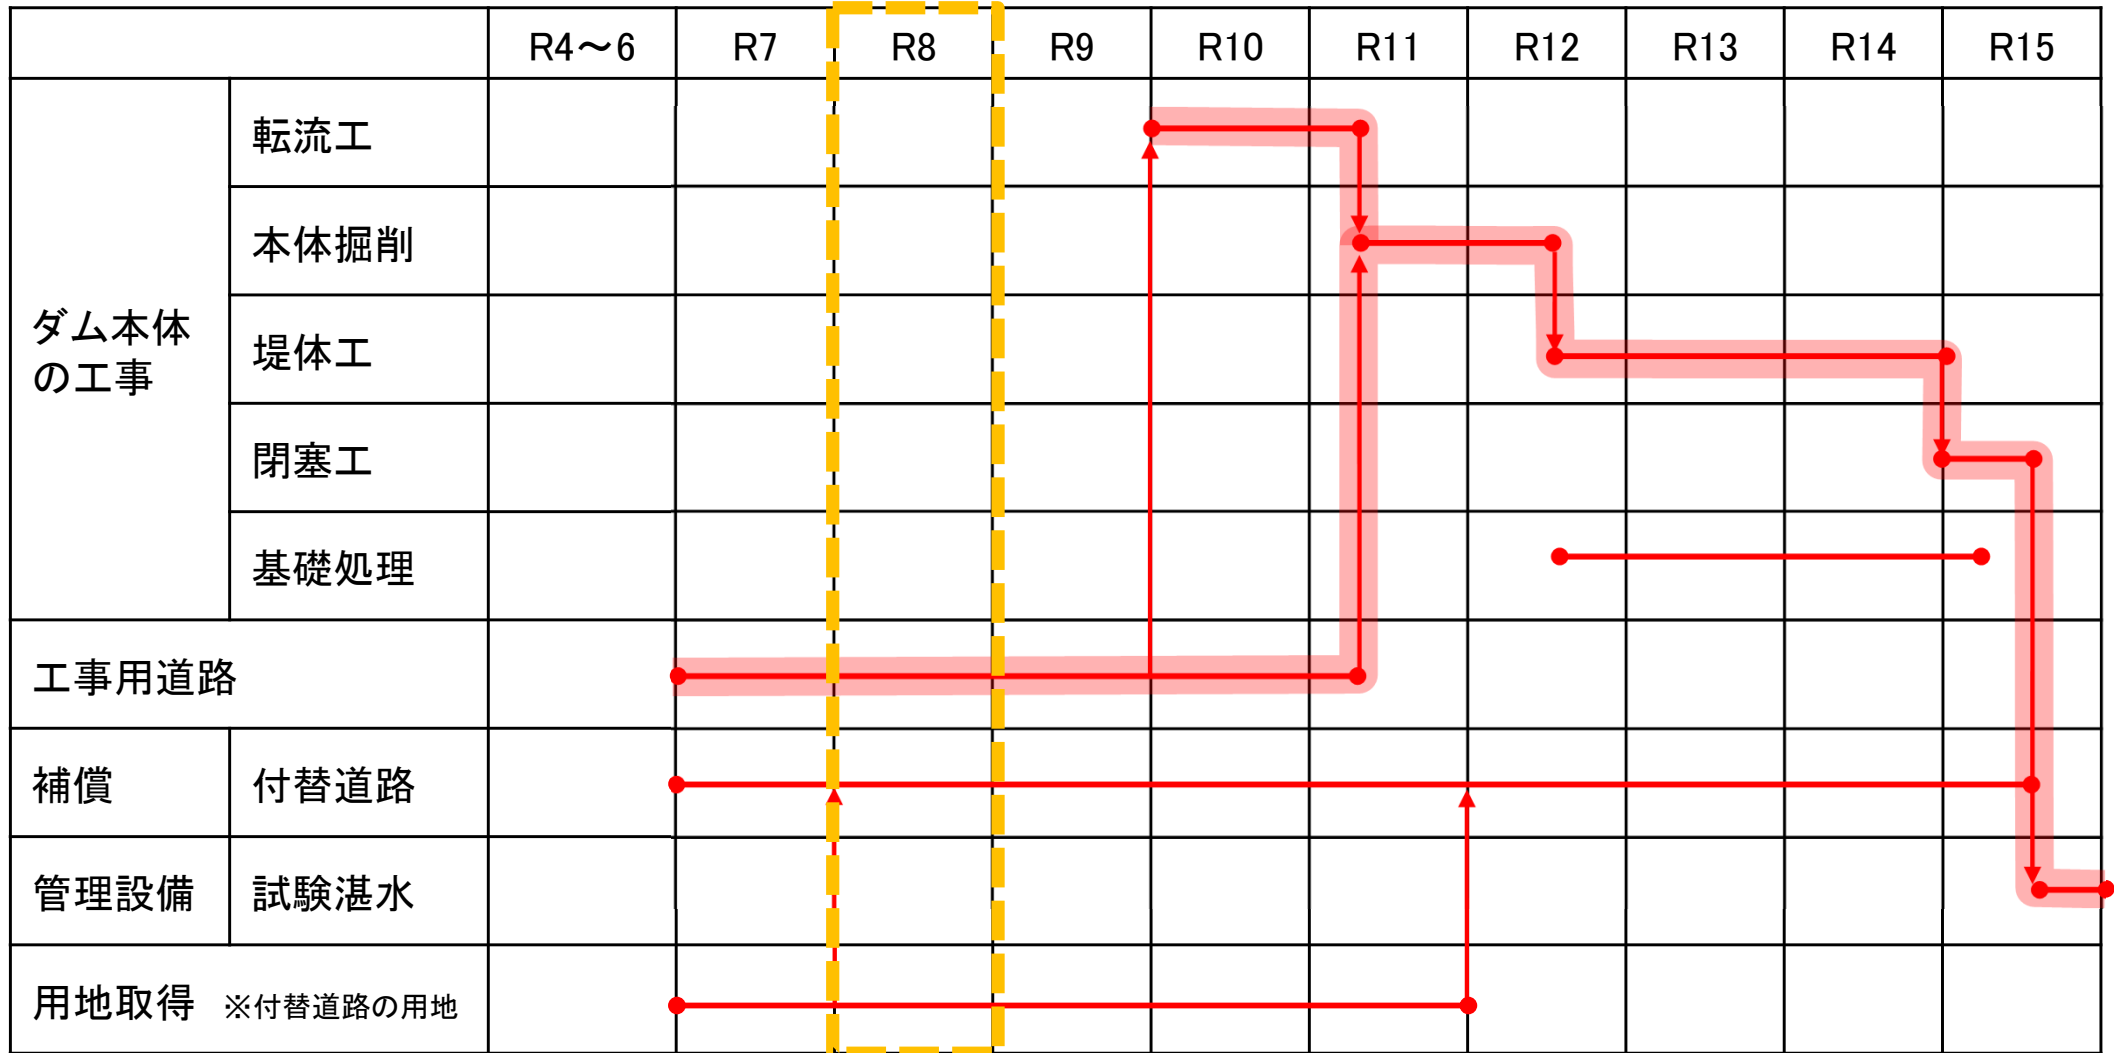 R4～6 R7 R8 R9 R10 R11 R12 R13 R14 R15
ダム本体
の工事
転流工
本体掘削
堤体工
閉塞工
基礎処理
工事用道路
補償 付替道路
管理設備 試験湛水
用地取得 ※付替道路の用地